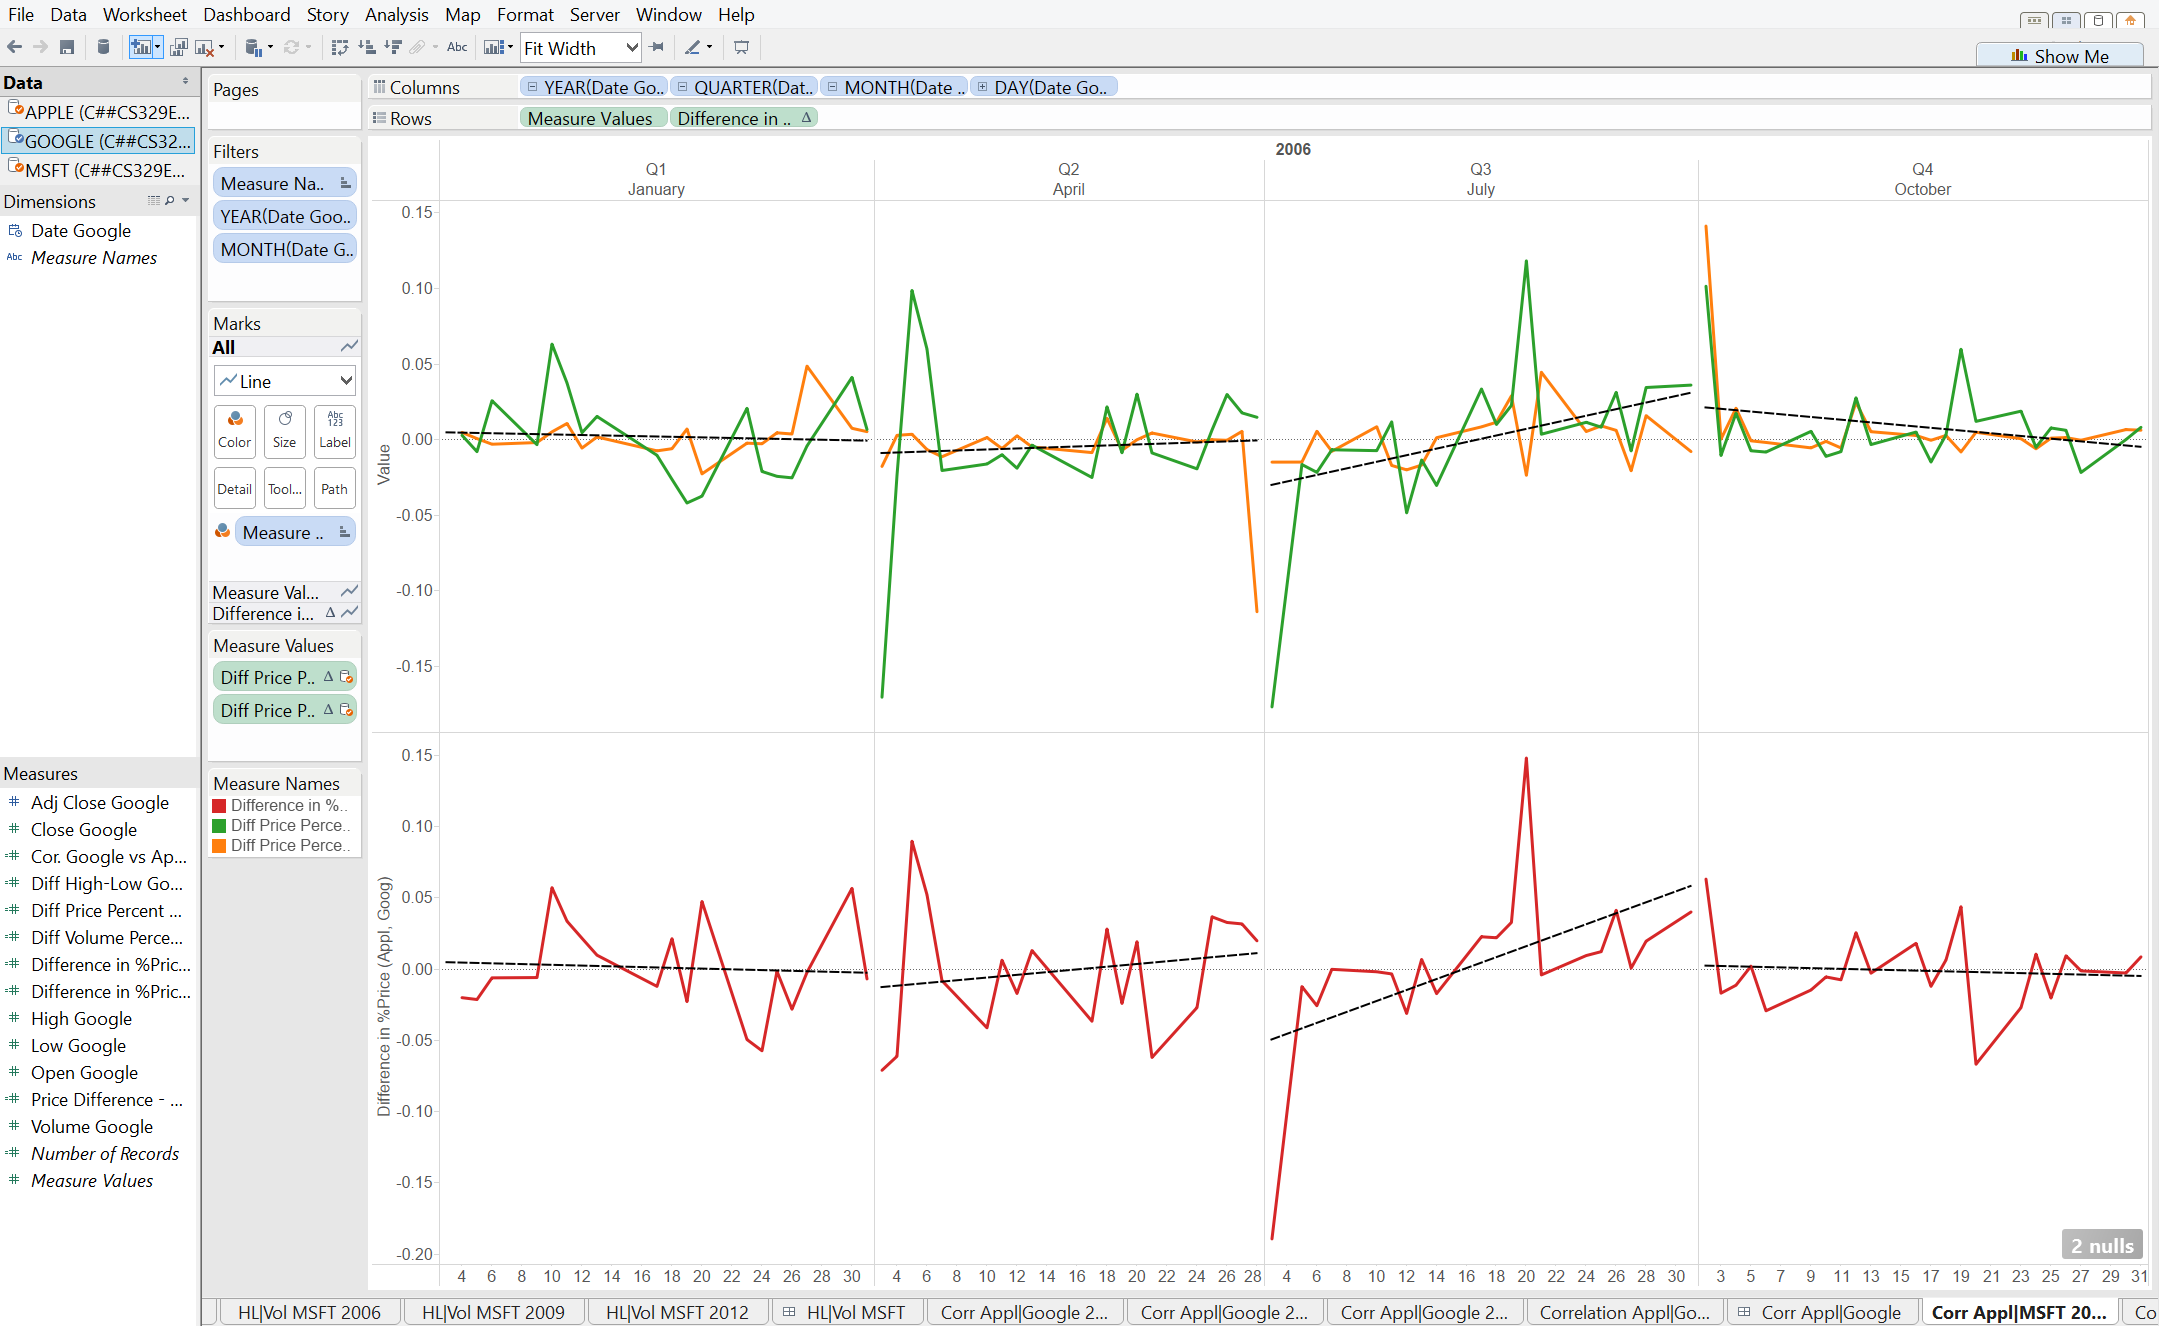 File Data Worksheet Dashboard Story Analysis Map Format Server Window Help
Abc Fit Width Show Me
Data
APPLE (C##CS329E...
GOOGLE (C##CS32...
MSFT (C##CS329E...
Dimensions
Date Google
Abc Measure Names
Measures
Adj Close Google
Close Google
Cor. Google vs Ap...
Diff High-Low Go...
Diff Price Percent ...
Diff Volume Perce...
Difference in %Pric...
Difference in %Pric...
High Google
Low Google
Open Google
Price Difference - ...
Volume Google
Number of Records
Measure Values
Pages
Filters
Measure Na..
YEAR(Date Goo..
MONTH(Date G..
Marks
All
Line
Color Size Abc 123 Label
Detail Tool... Path
Measure ..
Measure Val...
Difference i... Δ
Measure Values
Diff Price P.. Δ
Diff Price P.. Δ
Measure Names
Difference in %..
Diff Price Perce..
Diff Price Perce..
Columns YEAR(Date Go.. QUARTER(Dat.. MONTH(Date .. DAY(Date Go..
Rows Measure Values Difference in .. Δ
2006
Q1 Q2 Q3 Q4
January April July October
0.15
0.10
0.05
0.00
-0.05
-0.10
-0.15
Value
0.15
0.10
0.05
0.00
-0.05
-0.10
-0.15
-0.20
Difference in %Price (Appl, Goog)
2 nulls
4 6 8 10 12 14 16 18 20 22 24 26 28 30 4 6 8 10 12 14 16 18 20 22 24 26 28 4 6 8 10 12 14 16 18 20 22 24 26 28 30 3 5 7 9 11 13 15 17 19 21 23 25 27 29 31
HL|Vol MSFT 2006 HL|Vol MSFT 2009 HL|Vol MSFT 2012 HL|Vol MSFT Corr Appl|Google 2... Corr Appl|Google 2... Corr Appl|Google 2... Correlation Appl|Go... Corr Appl|Google Corr Appl|MSFT 20... Co